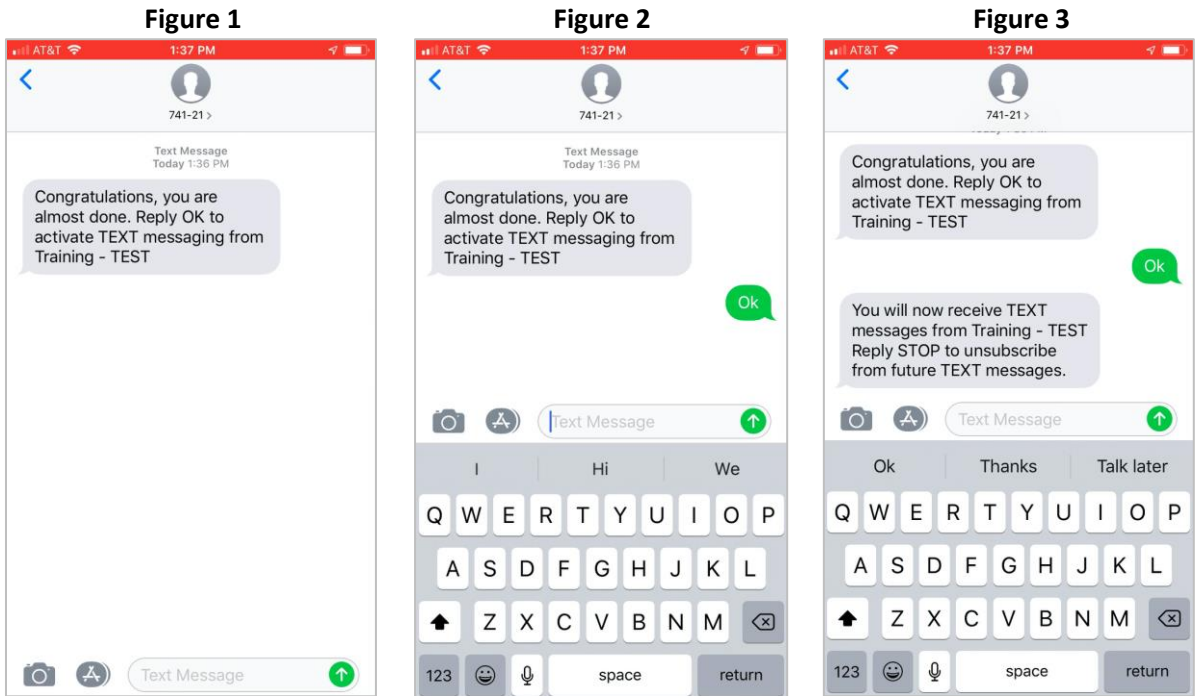 Figure 1
AT&T 1:37 PM
741-21 >
Text Message
Today 1:36 PM
Congratulations, you are
almost done. Reply OK to
activate TEXT messaging from
Training - TEST
Text Message
Figure 2
AT&T 1:37 PM
741-21 >
Text Message
Today 1:36 PM
Congratulations, you are
almost done. Reply OK to
activate TEXT messaging from
Training - TEST
Ok
Text Message
I Hi We
Q W E R T Y U I O P
A S D F G H J K L
Z X C V B N M
123 space return
Figure 3
AT&T 1:37 PM
741-21 >
Congratulations, you are
almost done. Reply OK to
activate TEXT messaging from
Training - TEST
Ok
You will now receive TEXT
messages from Training - TEST
Reply STOP to unsubscribe
from future TEXT messages.
Text Message
Ok Thanks Talk later
Q W E R T Y U I O P
A S D F G H J K L
Z X C V B N M
123 space return